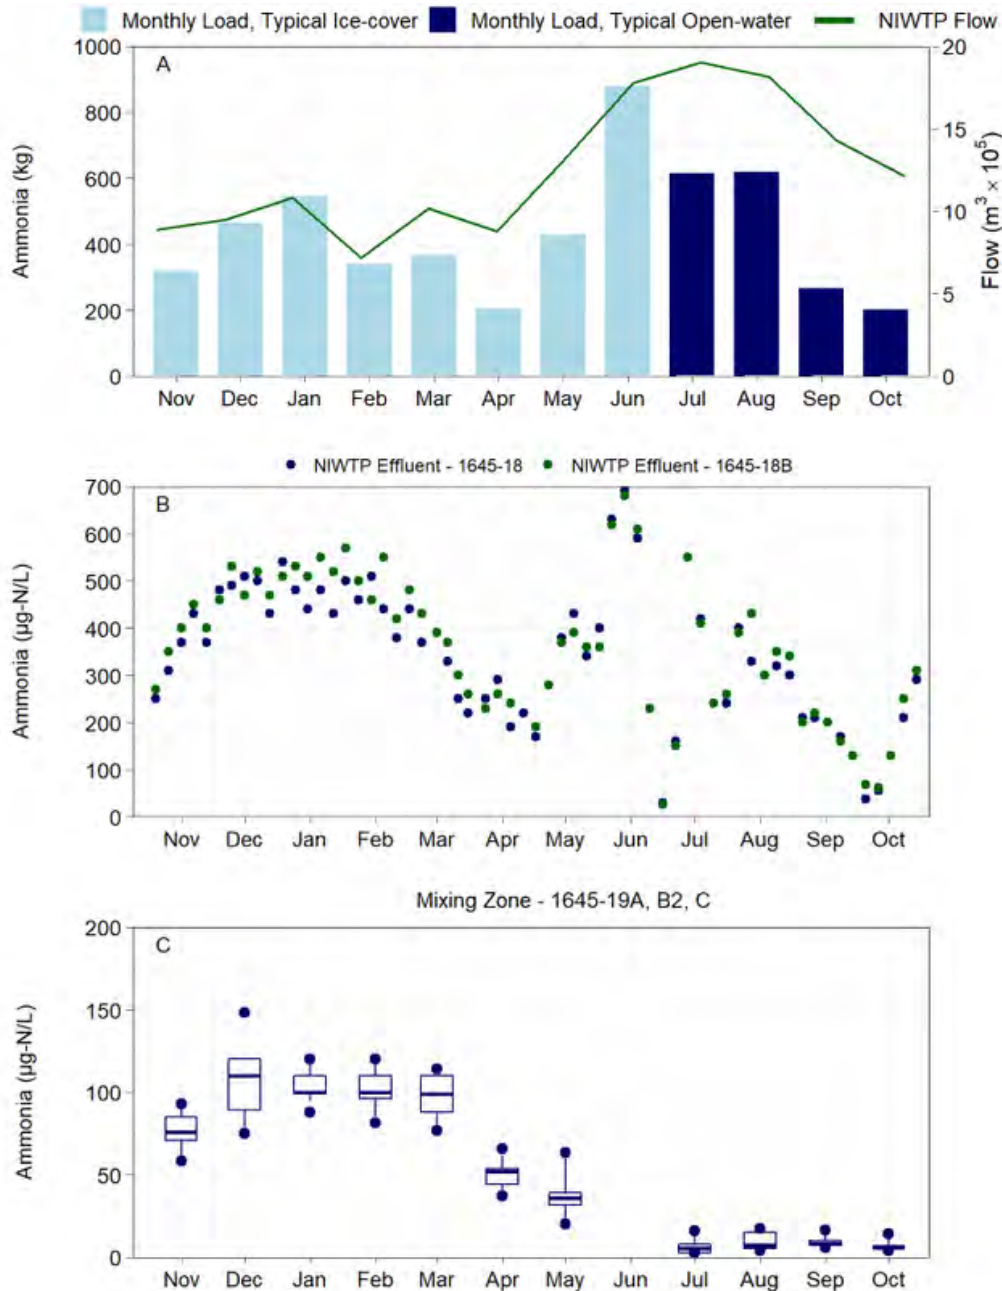 Monthly Load, Typical Ice-cover Monthly Load, Typical Open-water NIWTP Flow
A
1000
800
600
400
200
0
Ammonia (kg)
20
15
10
5
0
Flow (m³ × 10⁵)
Nov Dec Jan Feb Mar Apr May Jun Jul Aug Sep Oct
NIWTP Effluent - 1645-18 NIWTP Effluent - 1645-18B
B
700
600
500
400
300
200
100
0
Ammonia (µg-N/L)
Nov Dec Jan Feb Mar Apr May Jun Jul Aug Sep Oct
Mixing Zone - 1645-19A, B2, C
C
200
150
100
50
0
Ammonia (µg-N/L)
Nov Dec Jan Feb Mar Apr May Jun Jul Aug Sep Oct